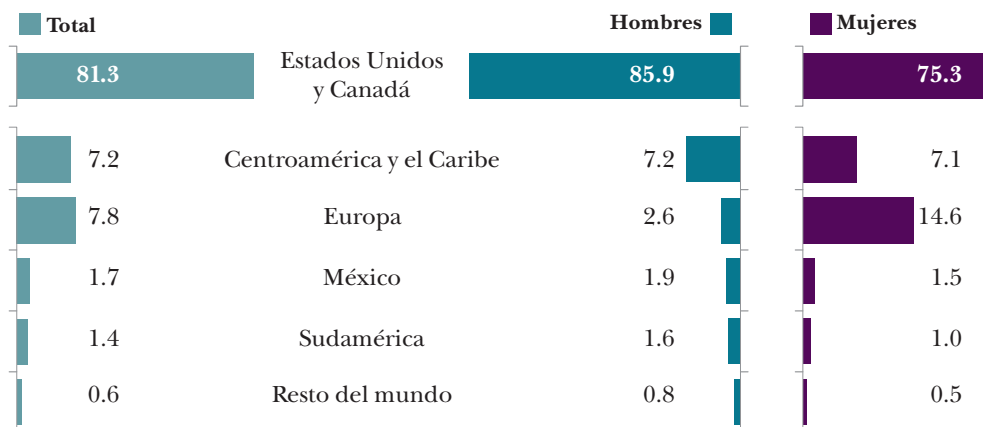 Total Hombres Mujeres
81.3 Estados Unidos 85.9 75.3
y Canadá
7.2 Centroamérica y el Caribe 7.2 7.1
7.8 Europa 2.6 14.6
1.7 México 1.9 1.5
1.4 Sudamérica 1.6 1.0
0.6 Resto del mundo 0.8 0.5